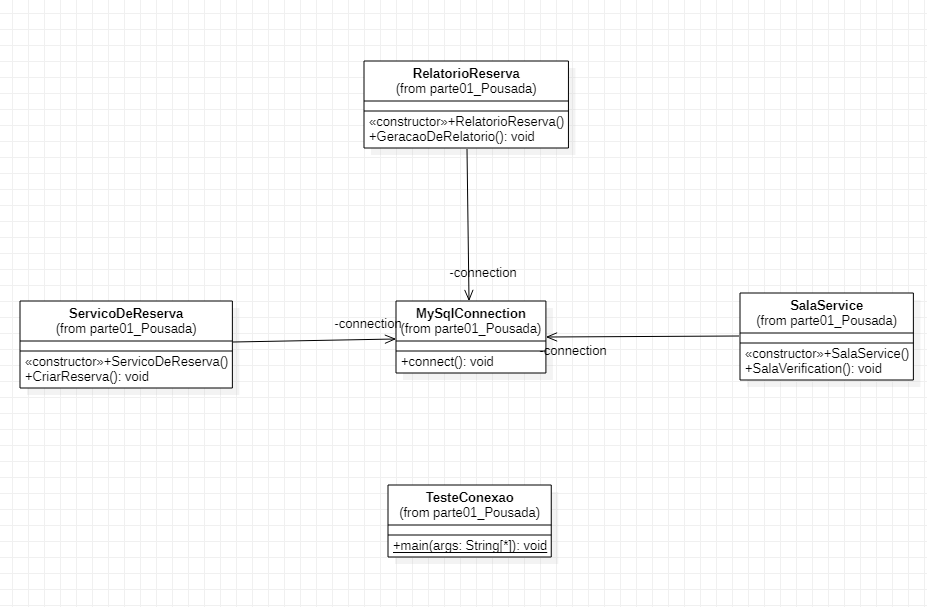 RelatorioReserva
(from parte01_Pousada)
«constructor»+RelatorioReserva()
+GeracaoDeRelatorio(): void
-connection
ServicoDeReserva
(from parte01_Pousada)
«constructor»+ServicoDeReserva()
+CriarReserva(): void
-connection
MySqlConnection
(from parte01_Pousada)
+connect(): void
-connection
SalaService
(from parte01_Pousada)
«constructor»+SalaService()
+SalaVerification(): void
TesteConexao
(from parte01_Pousada)
+main(args: String[*]): void